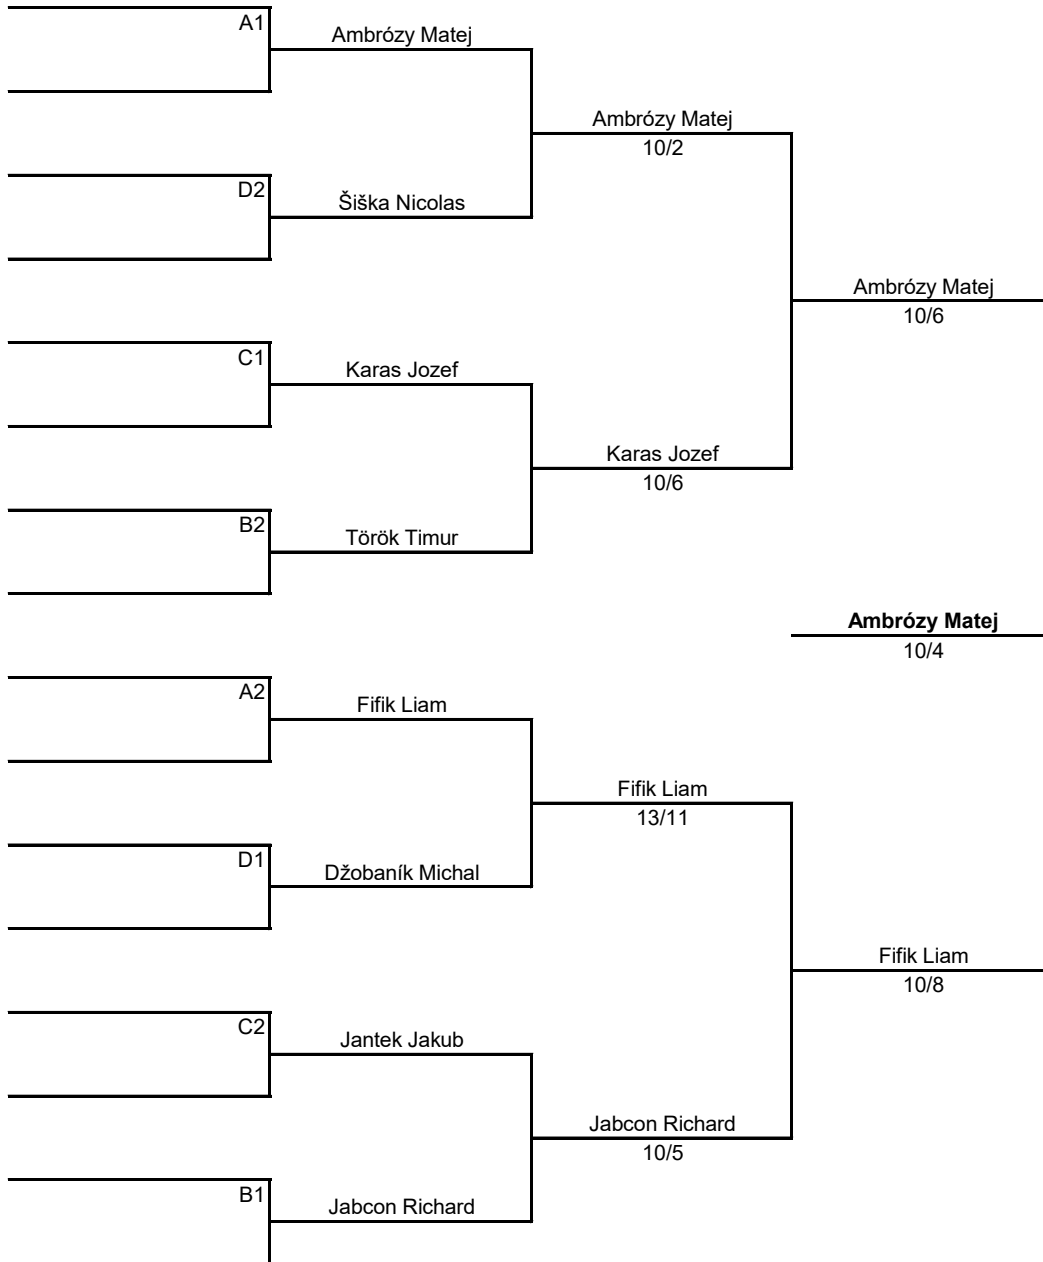 A1
Ambrózy Matej
Ambrózy Matej
10/2
D2
Šiška Nicolas
Ambrózy Matej
10/6
C1
Karas Jozef
Karas Jozef
10/6
B2
Török Timur
Ambrózy Matej
10/4
A2
Fifik Liam
Fifik Liam
13/11
D1
Džobaník Michal
Fifik Liam
10/8
C2
Jantek Jakub
Jabcon Richard
10/5
B1
Jabcon Richard